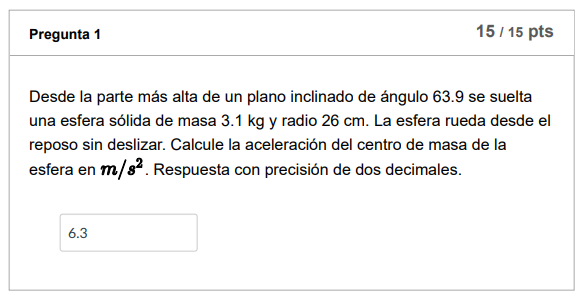 Pregunta 1
15 / 15 pts
Desde la parte más alta de un plano inclinado de ángulo 63.9 se suelta
una esfera sólida de masa 3.1 kg y radio 26 cm. La esfera rueda desde el
reposo sin deslizar. Calcule la aceleración del centro de masa de la
esfera en m/s². Respuesta con precisión de dos decimales.
6.3